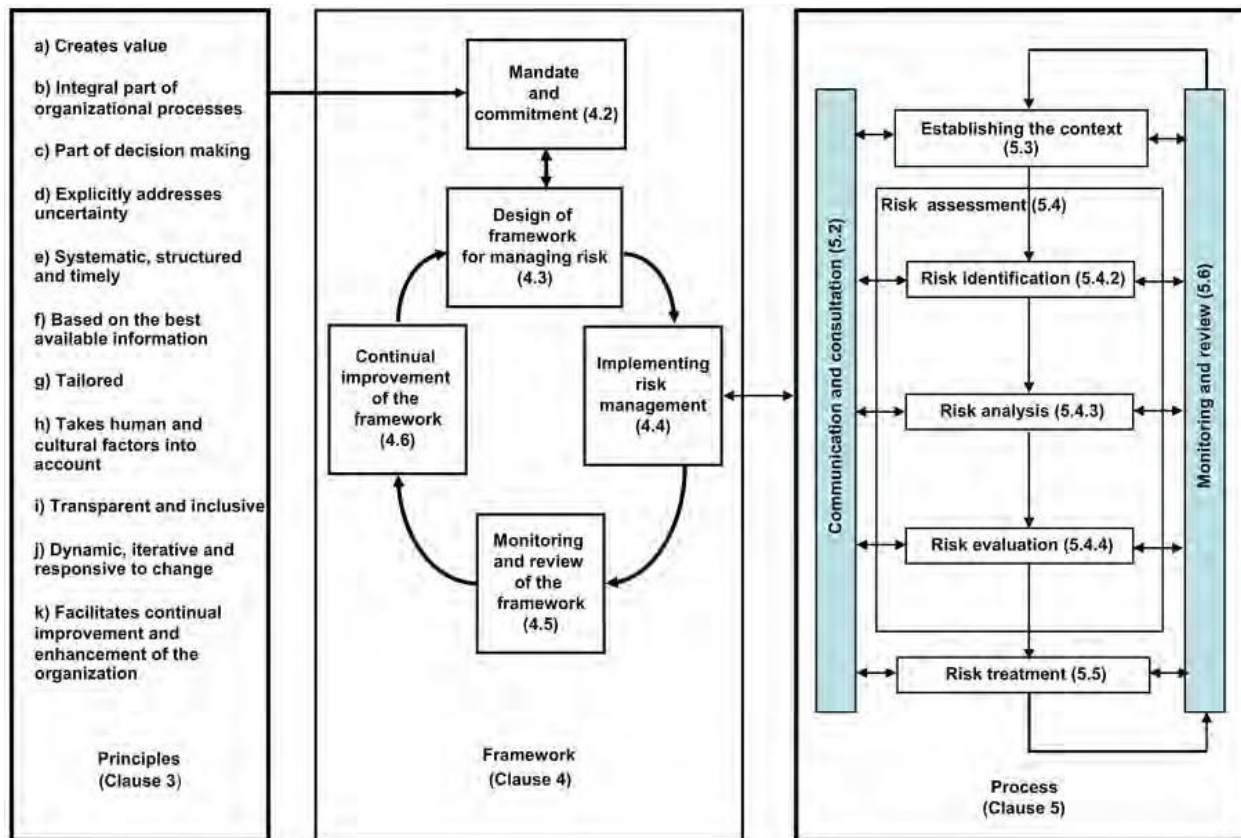 a) Creates value
b) Integral part of
organizational processes
c) Part of decision making
d) Explicitly addresses
uncertainty
e) Systematic, structured
and timely
f) Based on the best
available information
g) Tailored
h) Takes human and
cultural factors into
account
i) Transparent and inclusive
j) Dynamic, iterative and
responsive to change
k) Facilitates continual
improvement and
enhancement of the
organization
Principles
(Clause 3)
Mandate
and
commitment (4.2)
Design of
framework
for managing risk
(4.3)
Continual
improvement
of the
framework
(4.6)
Implementing
risk
management
(4.4)
Monitoring
and review
of the
framework
(4.5)
Framework
(Clause 4)
Communication and consultation (5.2)
Establishing the context
(5.3)
Risk assessment (5.4)
Risk identification (5.4.2)
Risk analysis (5.4.3)
Risk evaluation (5.4.4)
Risk treatment (5.5)
Monitoring and review (5.6)
Process
(Clause 5)